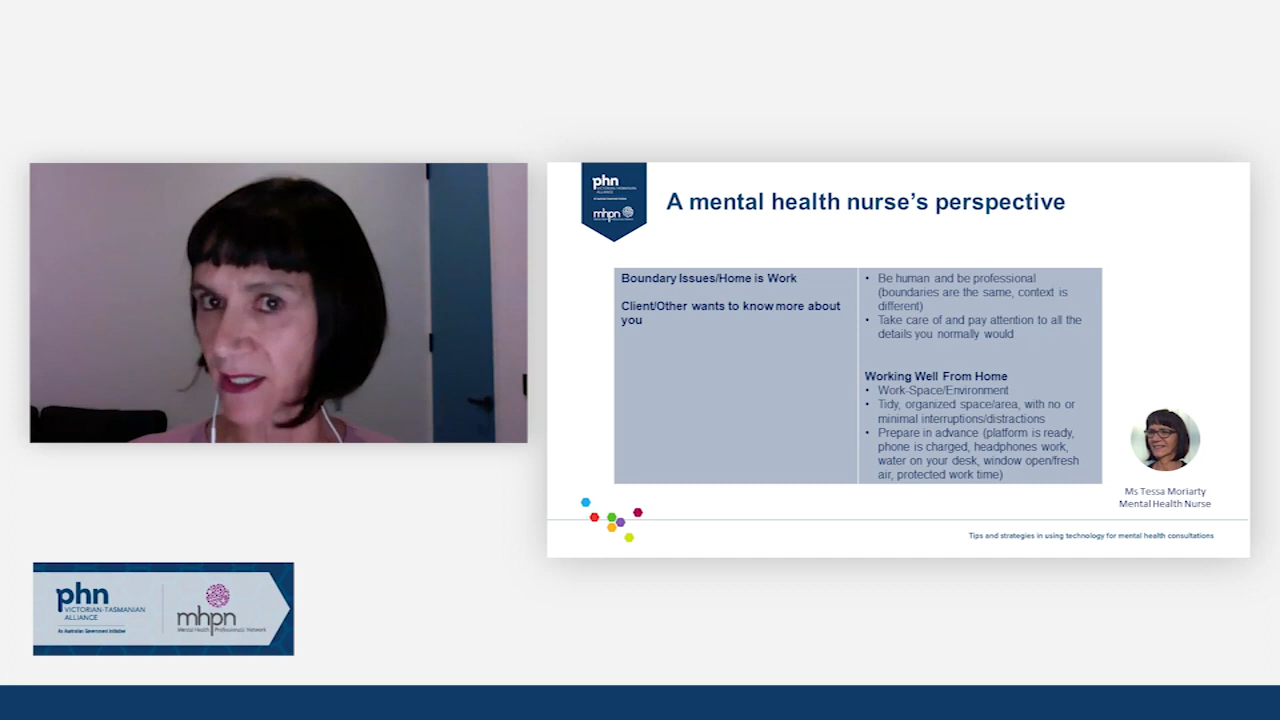 phn
VICTORIAN-TASMANIAN
ALLIANCE
mhpn
A mental health nurse’s perspective
Boundary Issues/Home is Work
Client/Other wants to know more about
you
• Be human and be professional
(boundaries are the same, context is
different)
• Take care of and pay attention to all the
details you normally would
Working Well From Home
• Work-Space/Environment
• Tidy, organized space/area, with no or
minimal interruptions/distractions
• Prepare in advance (platform is ready,
phone is charged, headphones work,
water on your desk, window open/fresh
air, protected work time)
Ms Tessa Moriarty
Mental Health Nurse
Tips and strategies in using technology for mental health consultations
phn
VICTORIAN-TASMANIAN
ALLIANCE
An Australian Government Initiative
mhpn
Mental Health Professionals' Network